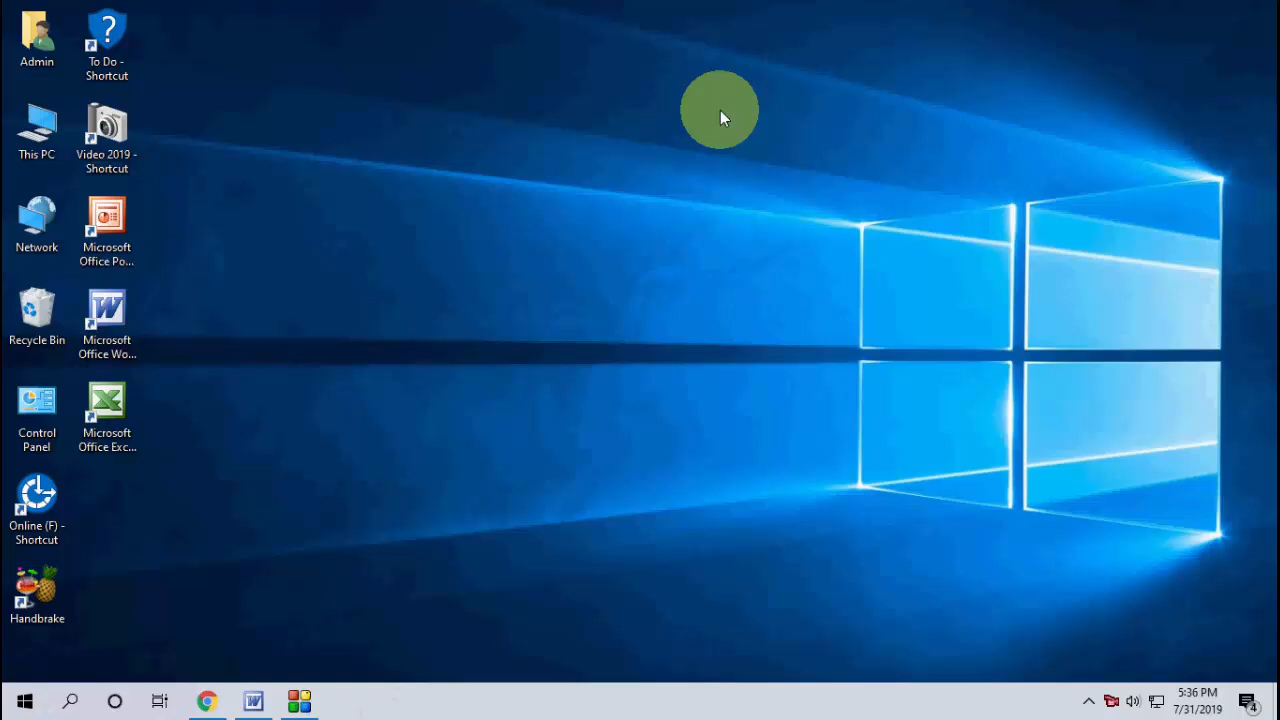 Admin
To Do -
Shortcut
This PC
Video 2019 -
Shortcut
Network
Microsoft
Office Po...
Recycle Bin
Microsoft
Office Wo...
Control
Panel
Microsoft
Office Exc...
Online (F) -
Shortcut
Handbrake
5:36 PM
7/31/2019
4